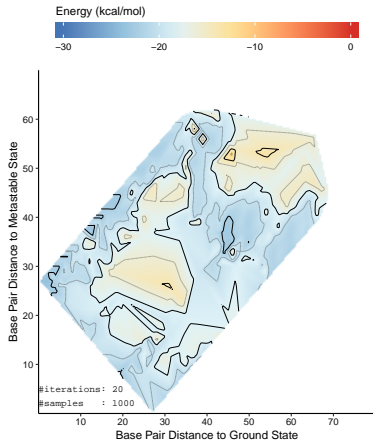 Energy (kcal/mol)
−30 −20 −10 0
Base Pair Distance to Metastable State
60
50
40
30
20
10
#iterations: 20
#samples : 1000
10 20 30 40 50 60 70
Base Pair Distance to Ground State